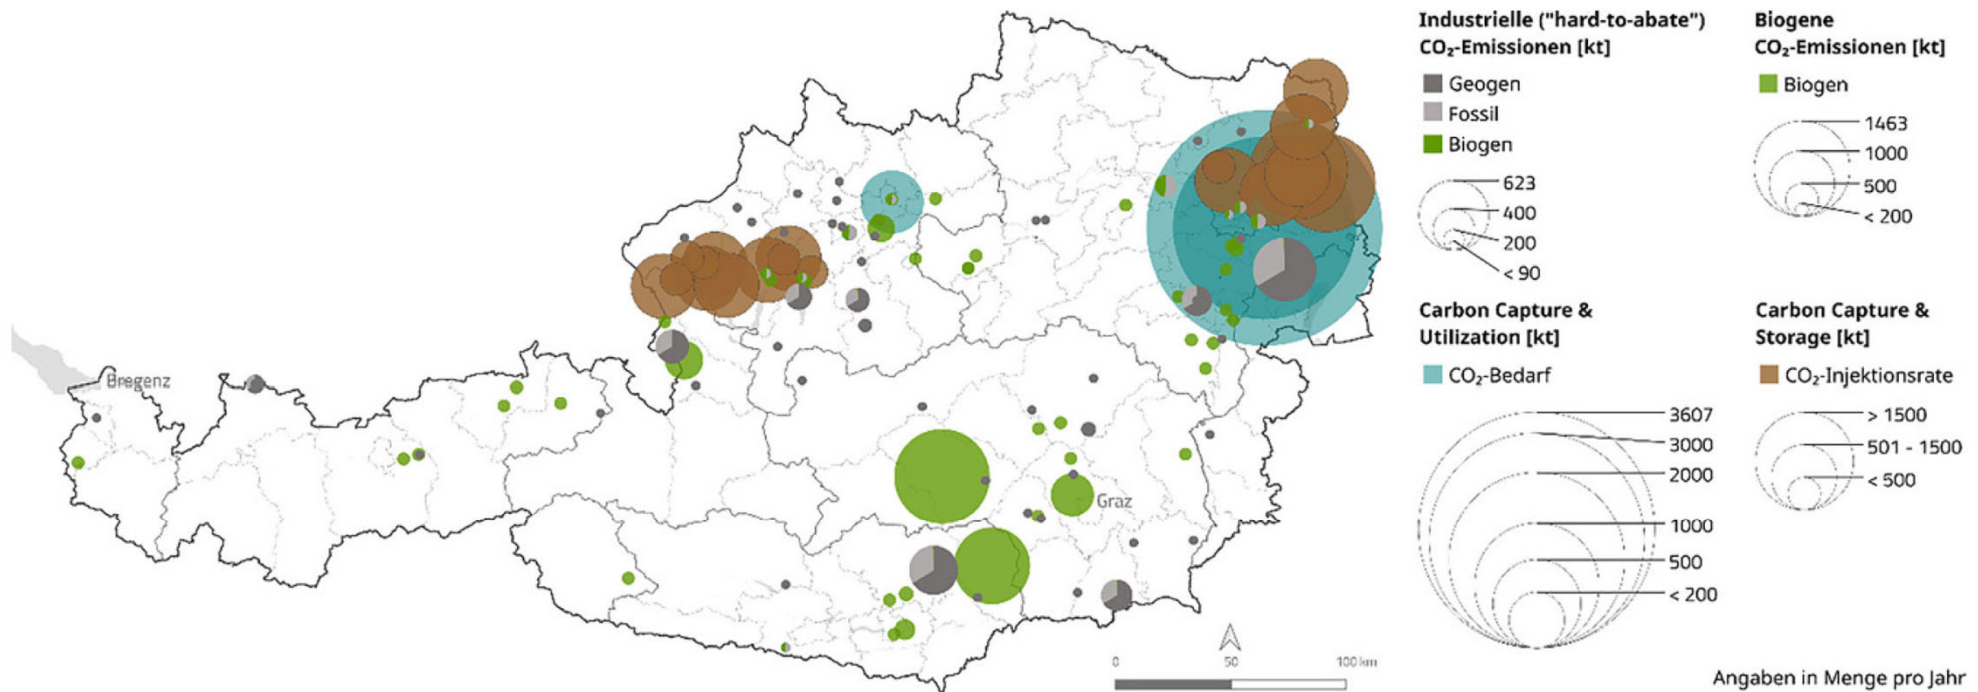 Industrielle ("hard-to-abate")
CO₂-Emissionen [kt]
Geogen
Fossil
Biogen
623
400
200
< 90
Biogene
CO₂-Emissionen [kt]
Biogen
1463
1000
500
< 200
Carbon Capture &
Utilization [kt]
CO₂-Bedarf
3607
3000
2000
1000
500
< 200
Carbon Capture &
Storage [kt]
CO₂-Injektionsrate
> 1500
501 - 1500
< 500
Bregenz
Graz
0
50
100 km
Angaben in Menge pro Jahr